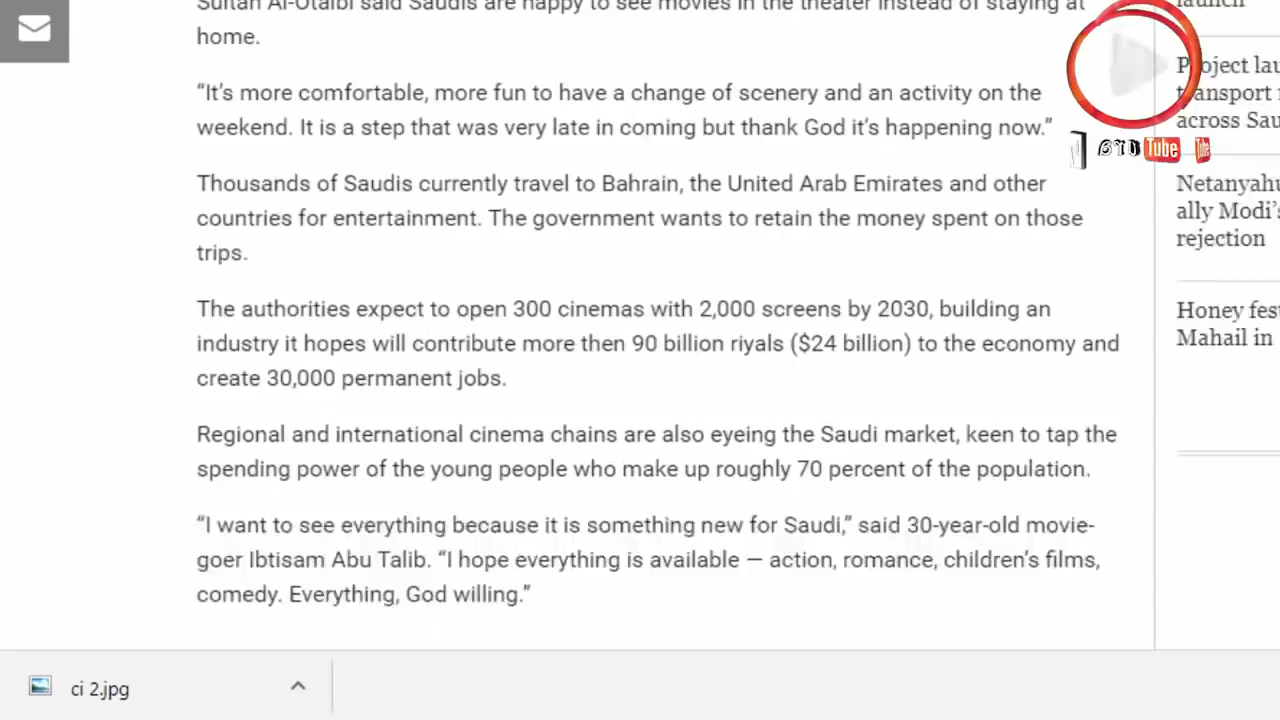 Sultan Al-Otaibi said Saudis are happy to see movies in the theater instead of staying at
home.
“It’s more comfortable, more fun to have a change of scenery and an activity on the
weekend. It is a step that was very late in coming but thank God it’s happening now.”
Thousands of Saudis currently travel to Bahrain, the United Arab Emirates and other
countries for entertainment. The government wants to retain the money spent on those
trips.
The authorities expect to open 300 cinemas with 2,000 screens by 2030, building an
industry it hopes will contribute more then 90 billion riyals ($24 billion) to the economy and
create 30,000 permanent jobs.
Regional and international cinema chains are also eyeing the Saudi market, keen to tap the
spending power of the young people who make up roughly 70 percent of the population.
“I want to see everything because it is something new for Saudi,” said 30-year-old movie-
goer Ibtisam Abu Talib. “I hope everything is available — action, romance, children’s films,
comedy. Everything, God willing.”
launch
Project lau
transport
across Sau
Netanyahu
ally Modi’s
rejection
Honey fest
Mahail in
Tube
Tube
ci 2.jpg